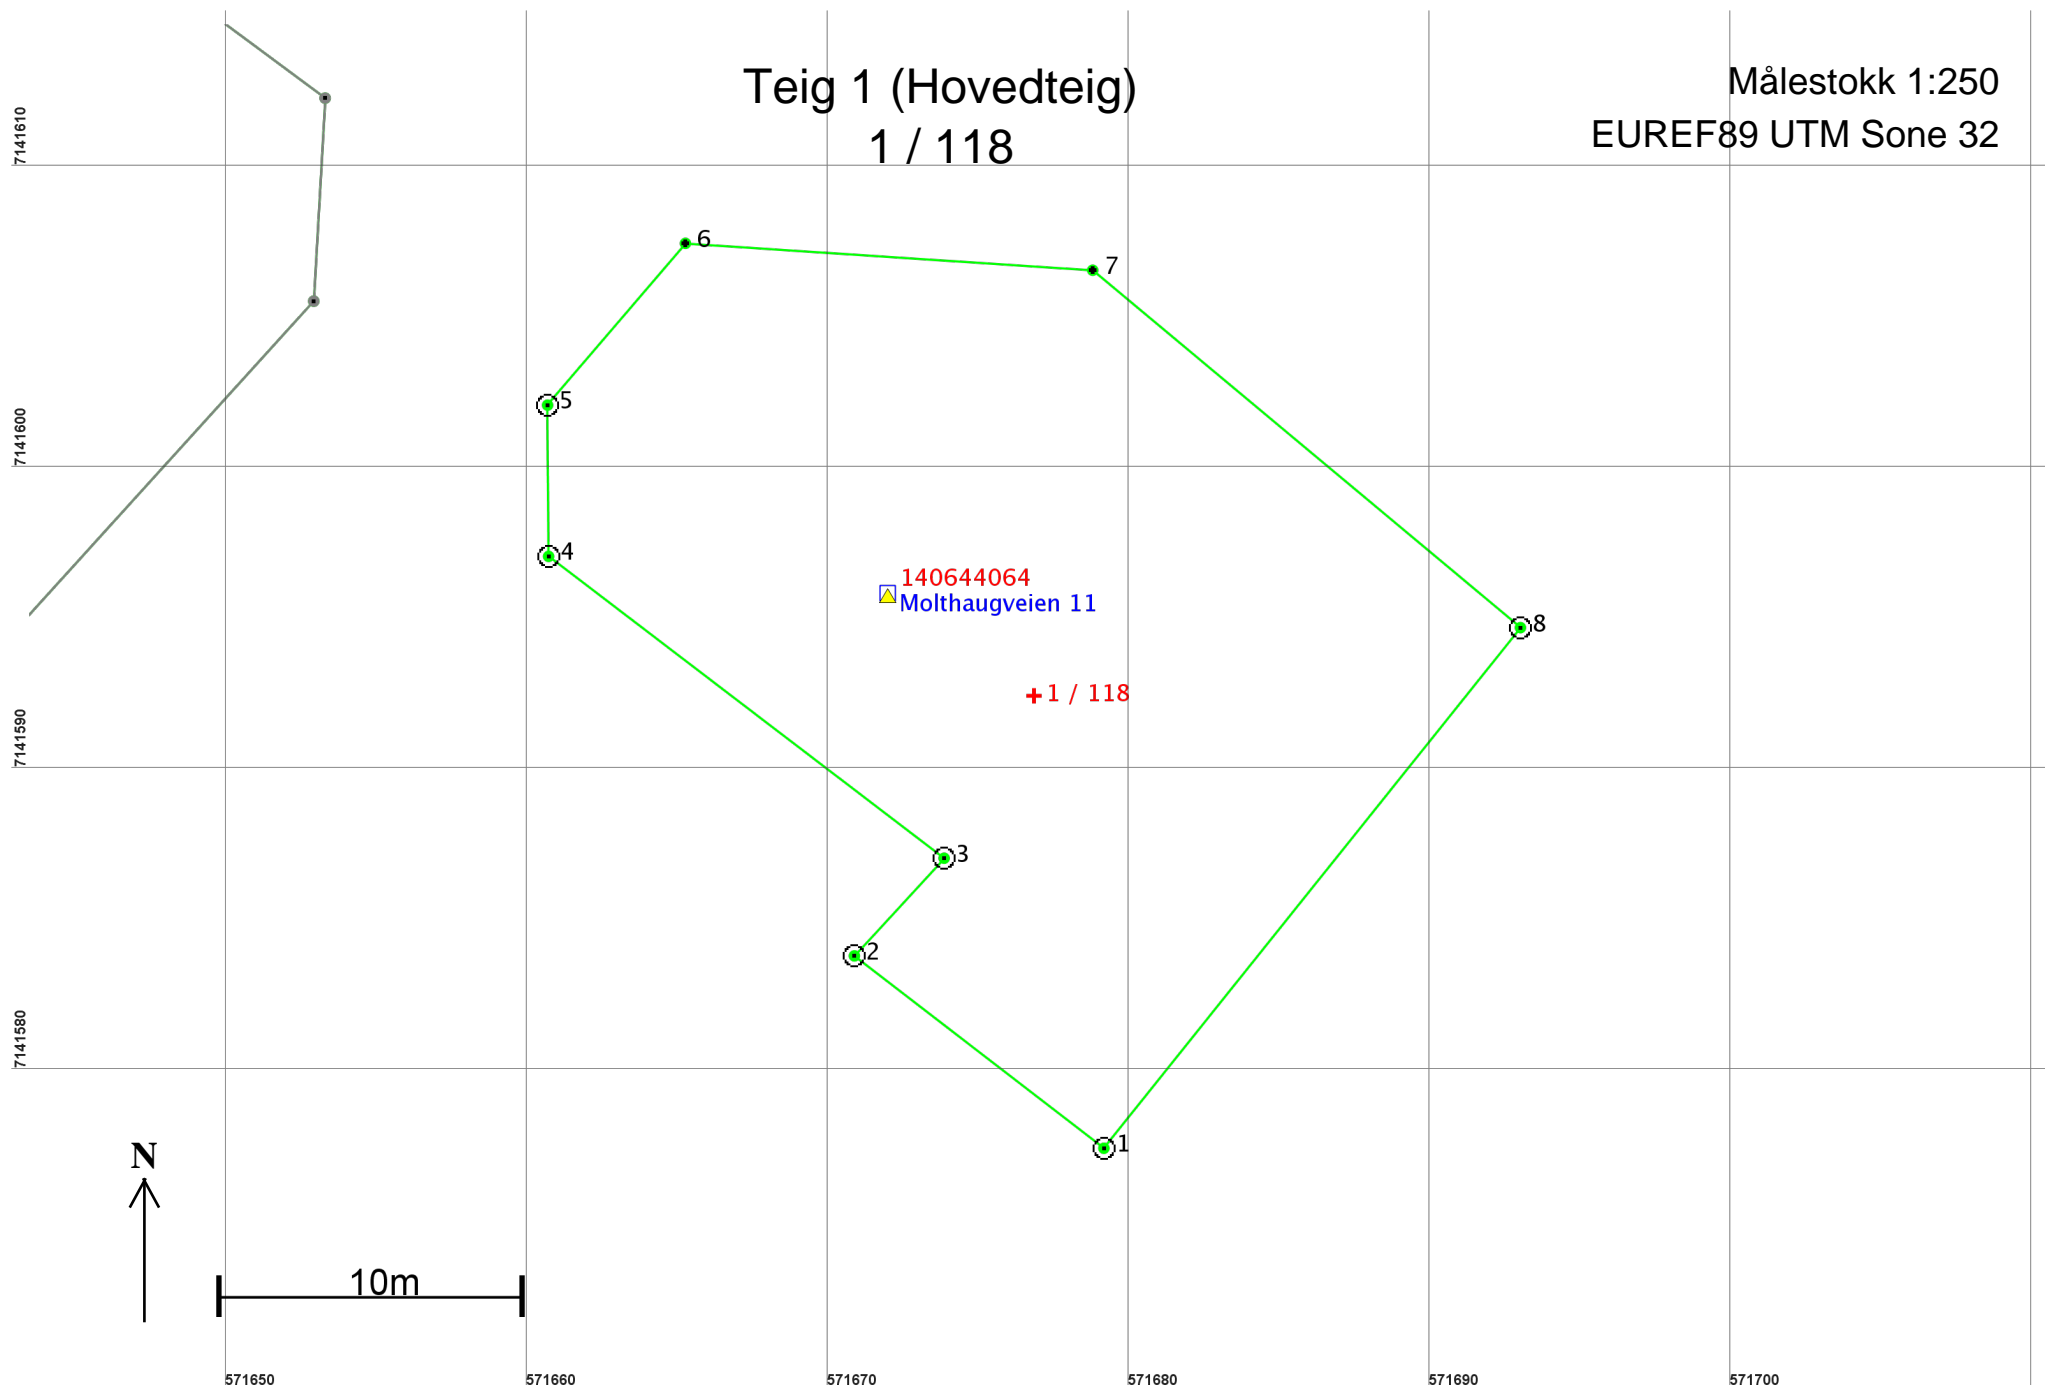 Teig 1 (Hovedteig)
1 / 118
Målestokk 1:250
EUREF89 UTM Sone 32
7141610
7141600
7141590
7141580
6
7
5
4
140644064
Molthaugveien 11
8
1 / 118
3
2
1
N
10m
571650
571660
571670
571680
571690
571700